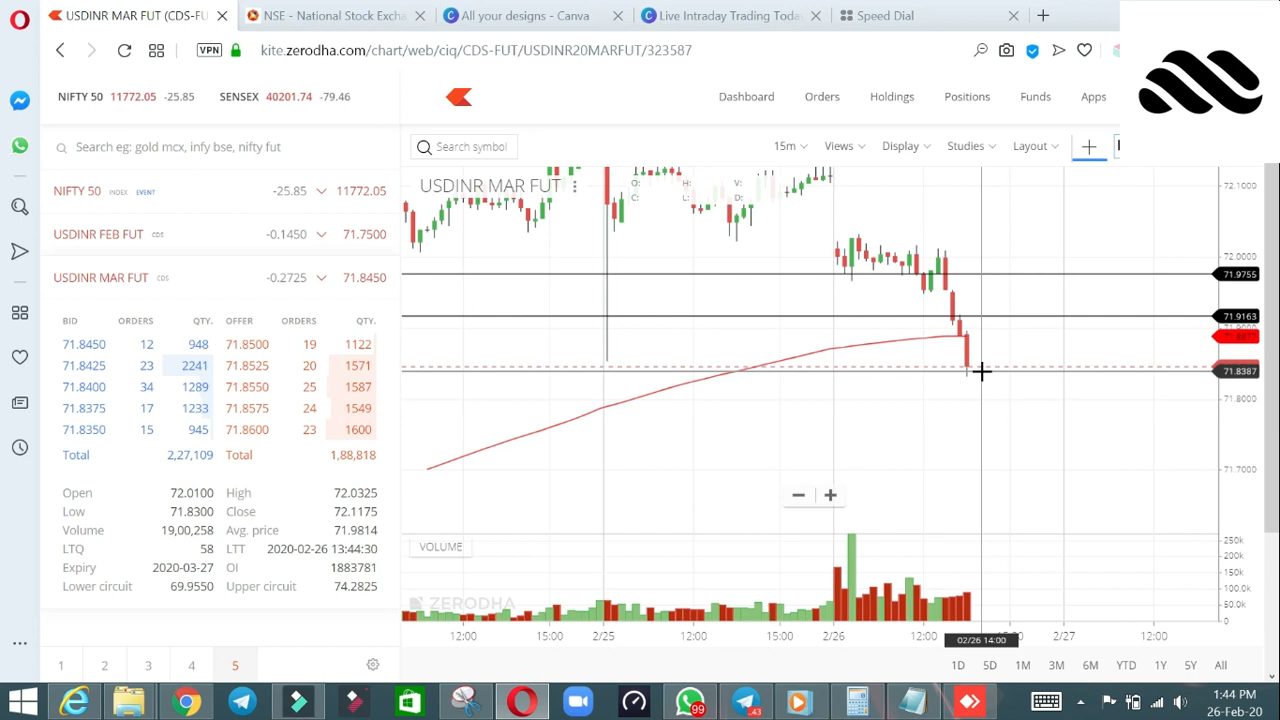 USDINR MAR FUT (CDS-FU
NSE - National Stock Excha
All your designs - Canva
Live Intraday Trading Toda
Speed Dial
VPN
kite.zerodha.com/chart/web/ciq/CDS-FUT/USDINR20MARFUT/323587
NIFTY 50 11772.05 -25.85 SENSEX 40201.74 -79.46
Dashboard Orders Holdings Positions Funds Apps
Search eg: gold mcx, infy bse, nifty fut
Search symbol
15m Views Display Studies Layout
NIFTY 50 INDEX EVENT -25.85 11772.05
USDINR FEB FUT CDS -0.1450 71.7500
USDINR MAR FUT CDS -0.2725 71.8450
BID ORDERS QTY. OFFER ORDERS QTY.
71.8450 12 948 71.8500 19 1122
71.8425 23 2241 71.8525 20 1571
71.8400 34 1289 71.8550 25 1587
71.8375 17 1233 71.8575 24 1549
71.8350 15 945 71.8600 23 1600
Total 2,27,109 Total 1,88,818
Open 72.0100 High 72.0325
Low 71.8300 Close 72.1175
Volume 19,00,258 Avg. price 71.9814
LTQ 58 LTT 2020-02-26 13:44:30
Expiry 2020-03-27 OI 1883781
Lower circuit 69.9550 Upper circuit 74.2825
1 2 3 4 5
USDINR MAR FUT
O: H: V:
C: L: D:
72.1000
72.0000
71.9755
71.9163
71.8387
71.8000
71.7000
VOLUME
250k
200k
150k
100.0k
50.0k
0
ZERODHA
12:00 15:00 2/25 12:00 15:00 2/26 12:00 02/26 14:00 2/27 12:00
1D 5D 1M 3M 6M YTD 1Y 5Y All
99
43
1:44 PM
26-Feb-20